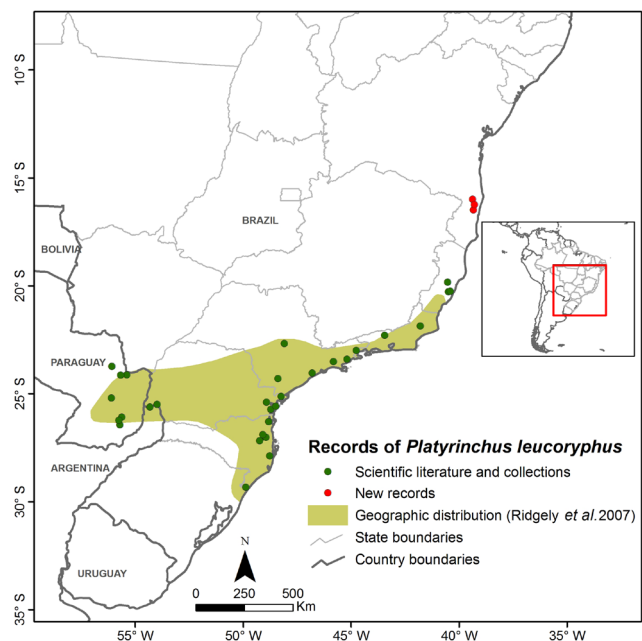 10° S
15° S
20° S
25° S
30° S
35° S
BRAZIL
BOLIVIA
PARAGUAY
ARGENTINA
URUGUAY
Records of Platyrinchus leucoryphus
Scientific literature and collections
New records
Geographic distribution (Ridgely et al.2007)
State boundaries
Country boundaries
N
0 250 500
Km
55° W 50° W 45° W 40° W 35° W